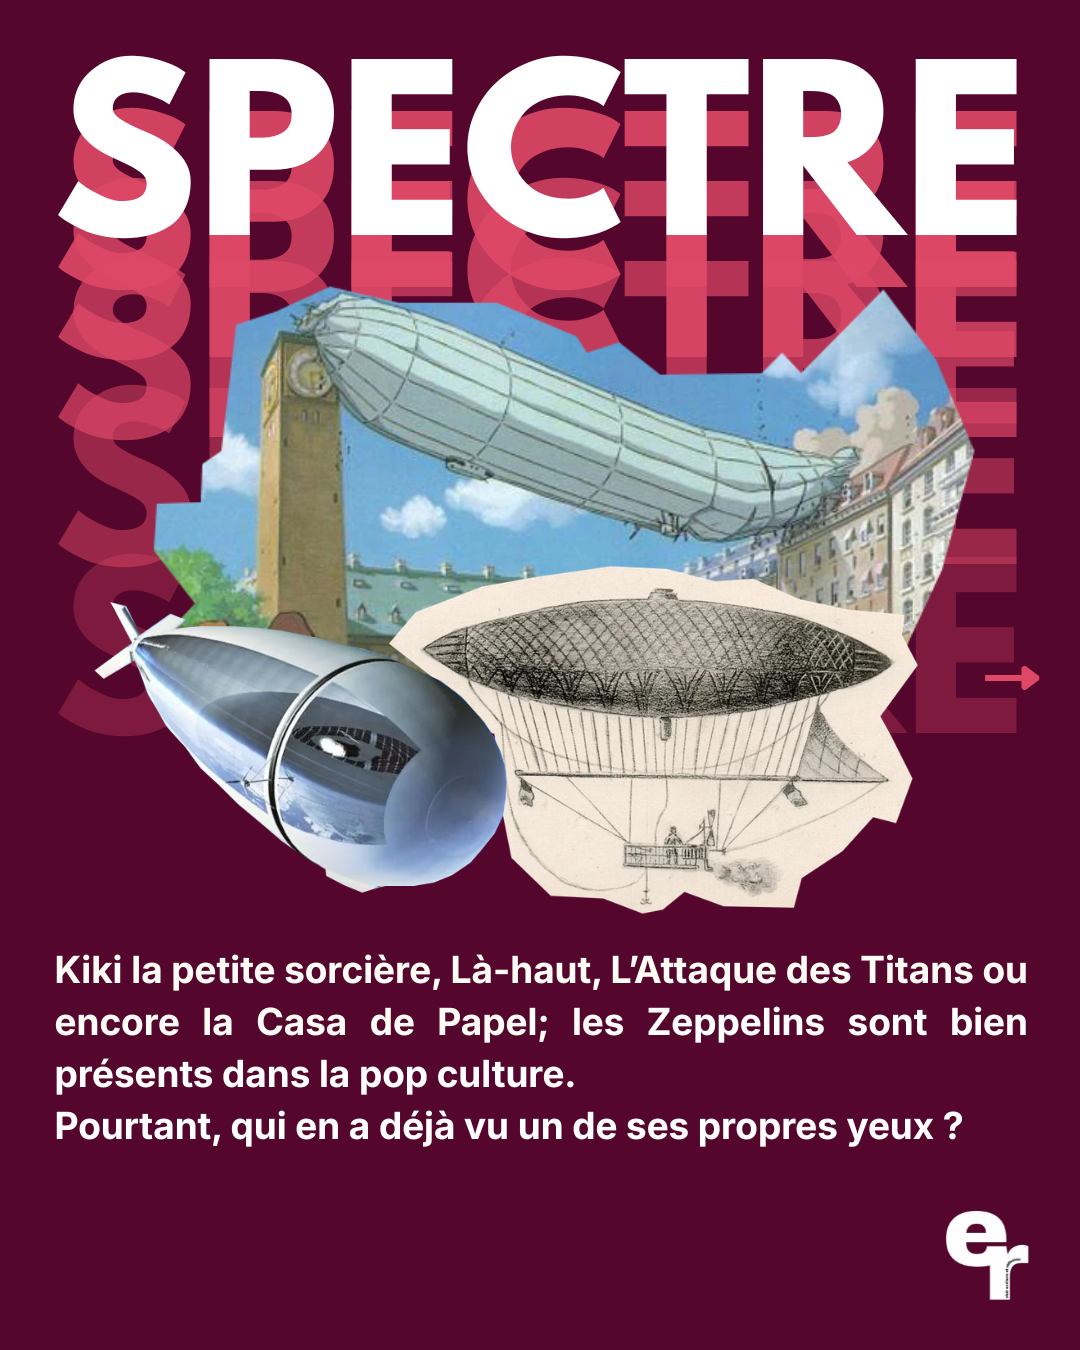 SPECTRE
Kiki la petite sorcière, Là-haut, L’Attaque des Titans ou
encore la Casa de Papel; les Zeppelins sont bien
présents dans la pop culture.
Pourtant, qui en a déjà vu un de ses propres yeux ?
er